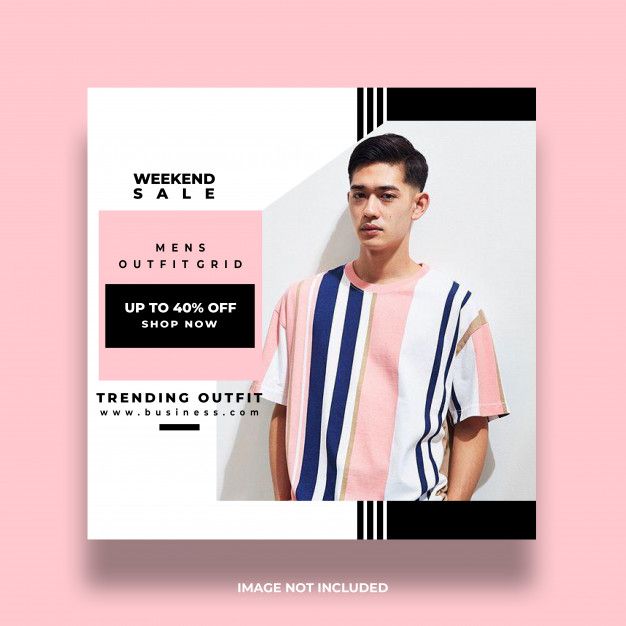 WEEKEND
SALE
MENS
OUTFITGRID
UP TO 40% OFF
SHOP NOW
TRENDING OUTFIT
www.business.com
IMAGE NOT INCLUDED